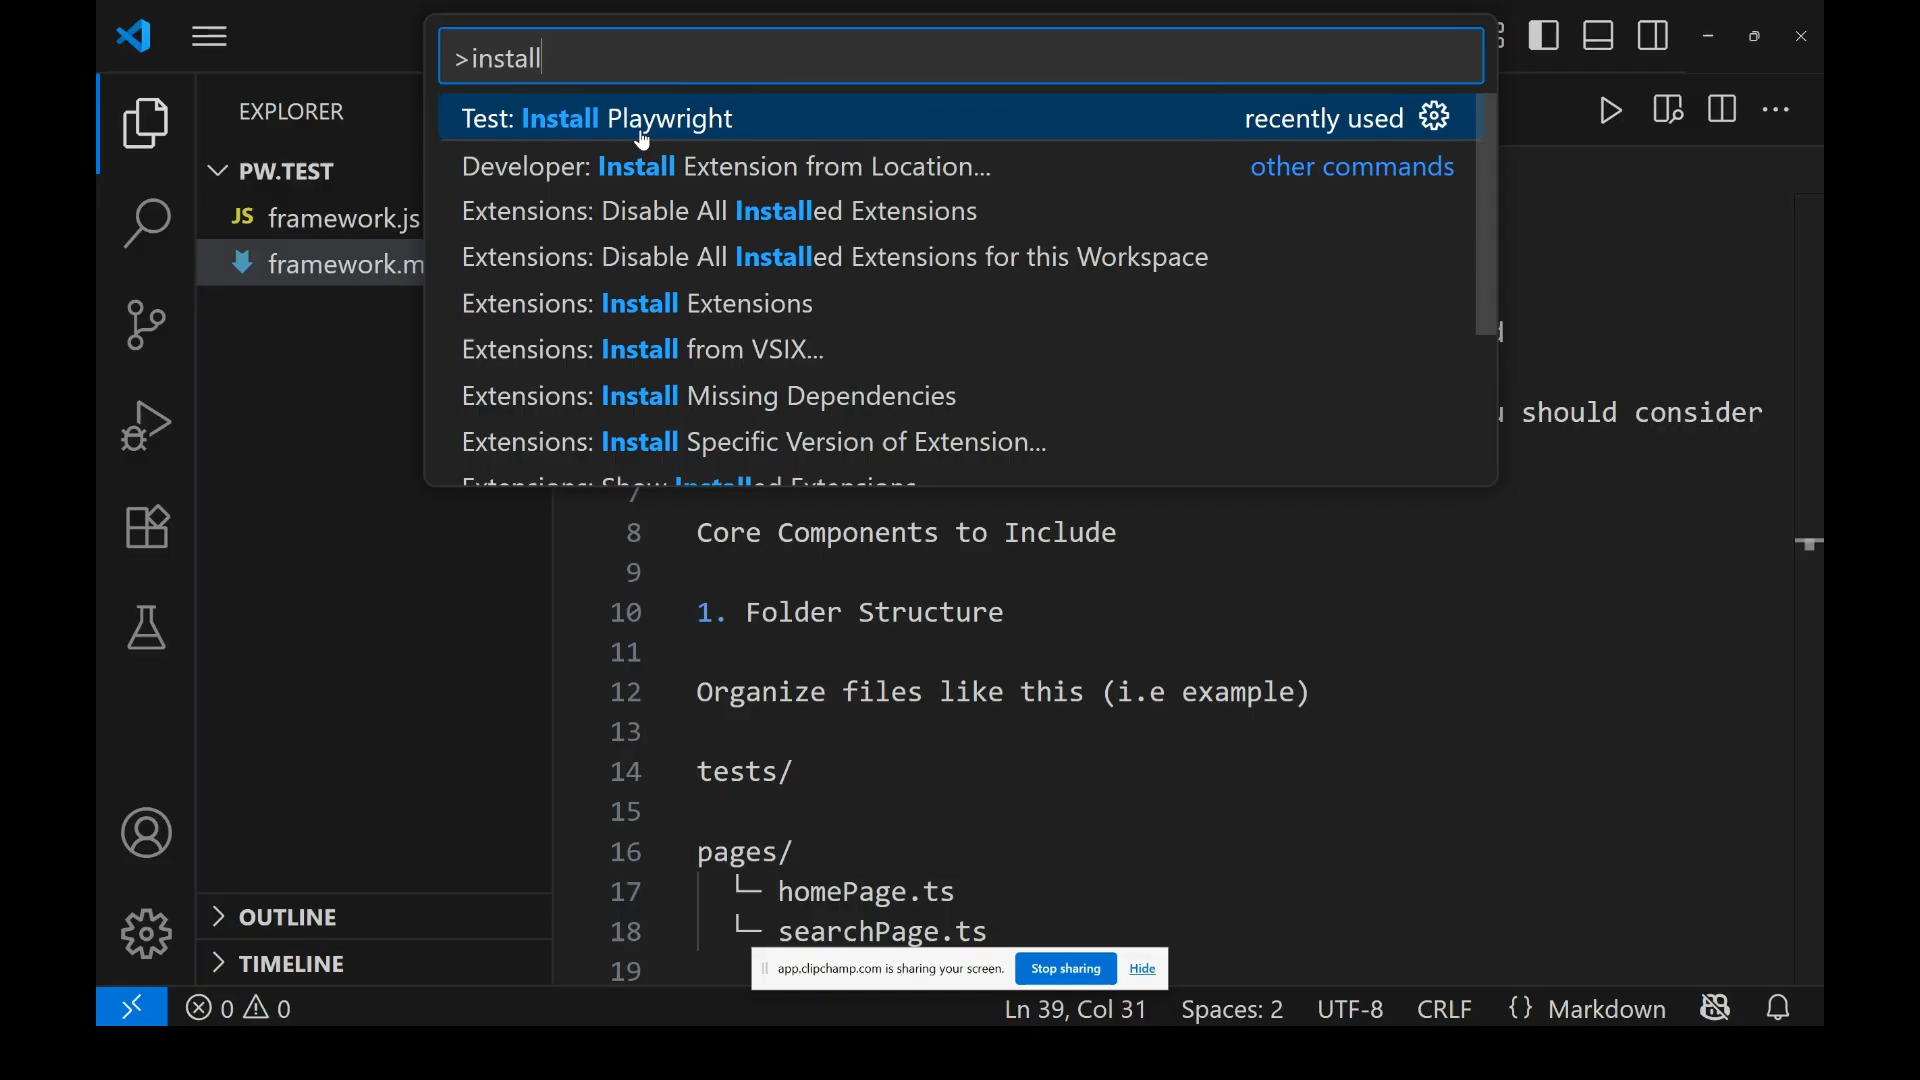 >install
Test: Install Playwright recently used
Developer: Install Extension from Location... other commands
Extensions: Disable All Installed Extensions
Extensions: Disable All Installed Extensions for this Workspace
Extensions: Install Extensions
Extensions: Install from VSIX...
Extensions: Install Missing Dependencies
Extensions: Install Specific Version of Extension...
Extensions: Show Installed Extensions
EXPLORER
PW.TEST
JS framework.js
framework.m
OUTLINE
TIMELINE
should consider
7
8 Core Components to Include
9
10 1. Folder Structure
11
12 Organize files like this (i.e example)
13
14 tests/
15
16 pages/
17 └─ homePage.ts
18 └─ searchPage.ts
19
app.clipchamp.com is sharing your screen. Stop sharing Hide
0 0 Ln 39, Col 31 Spaces: 2 UTF-8 CRLF {} Markdown